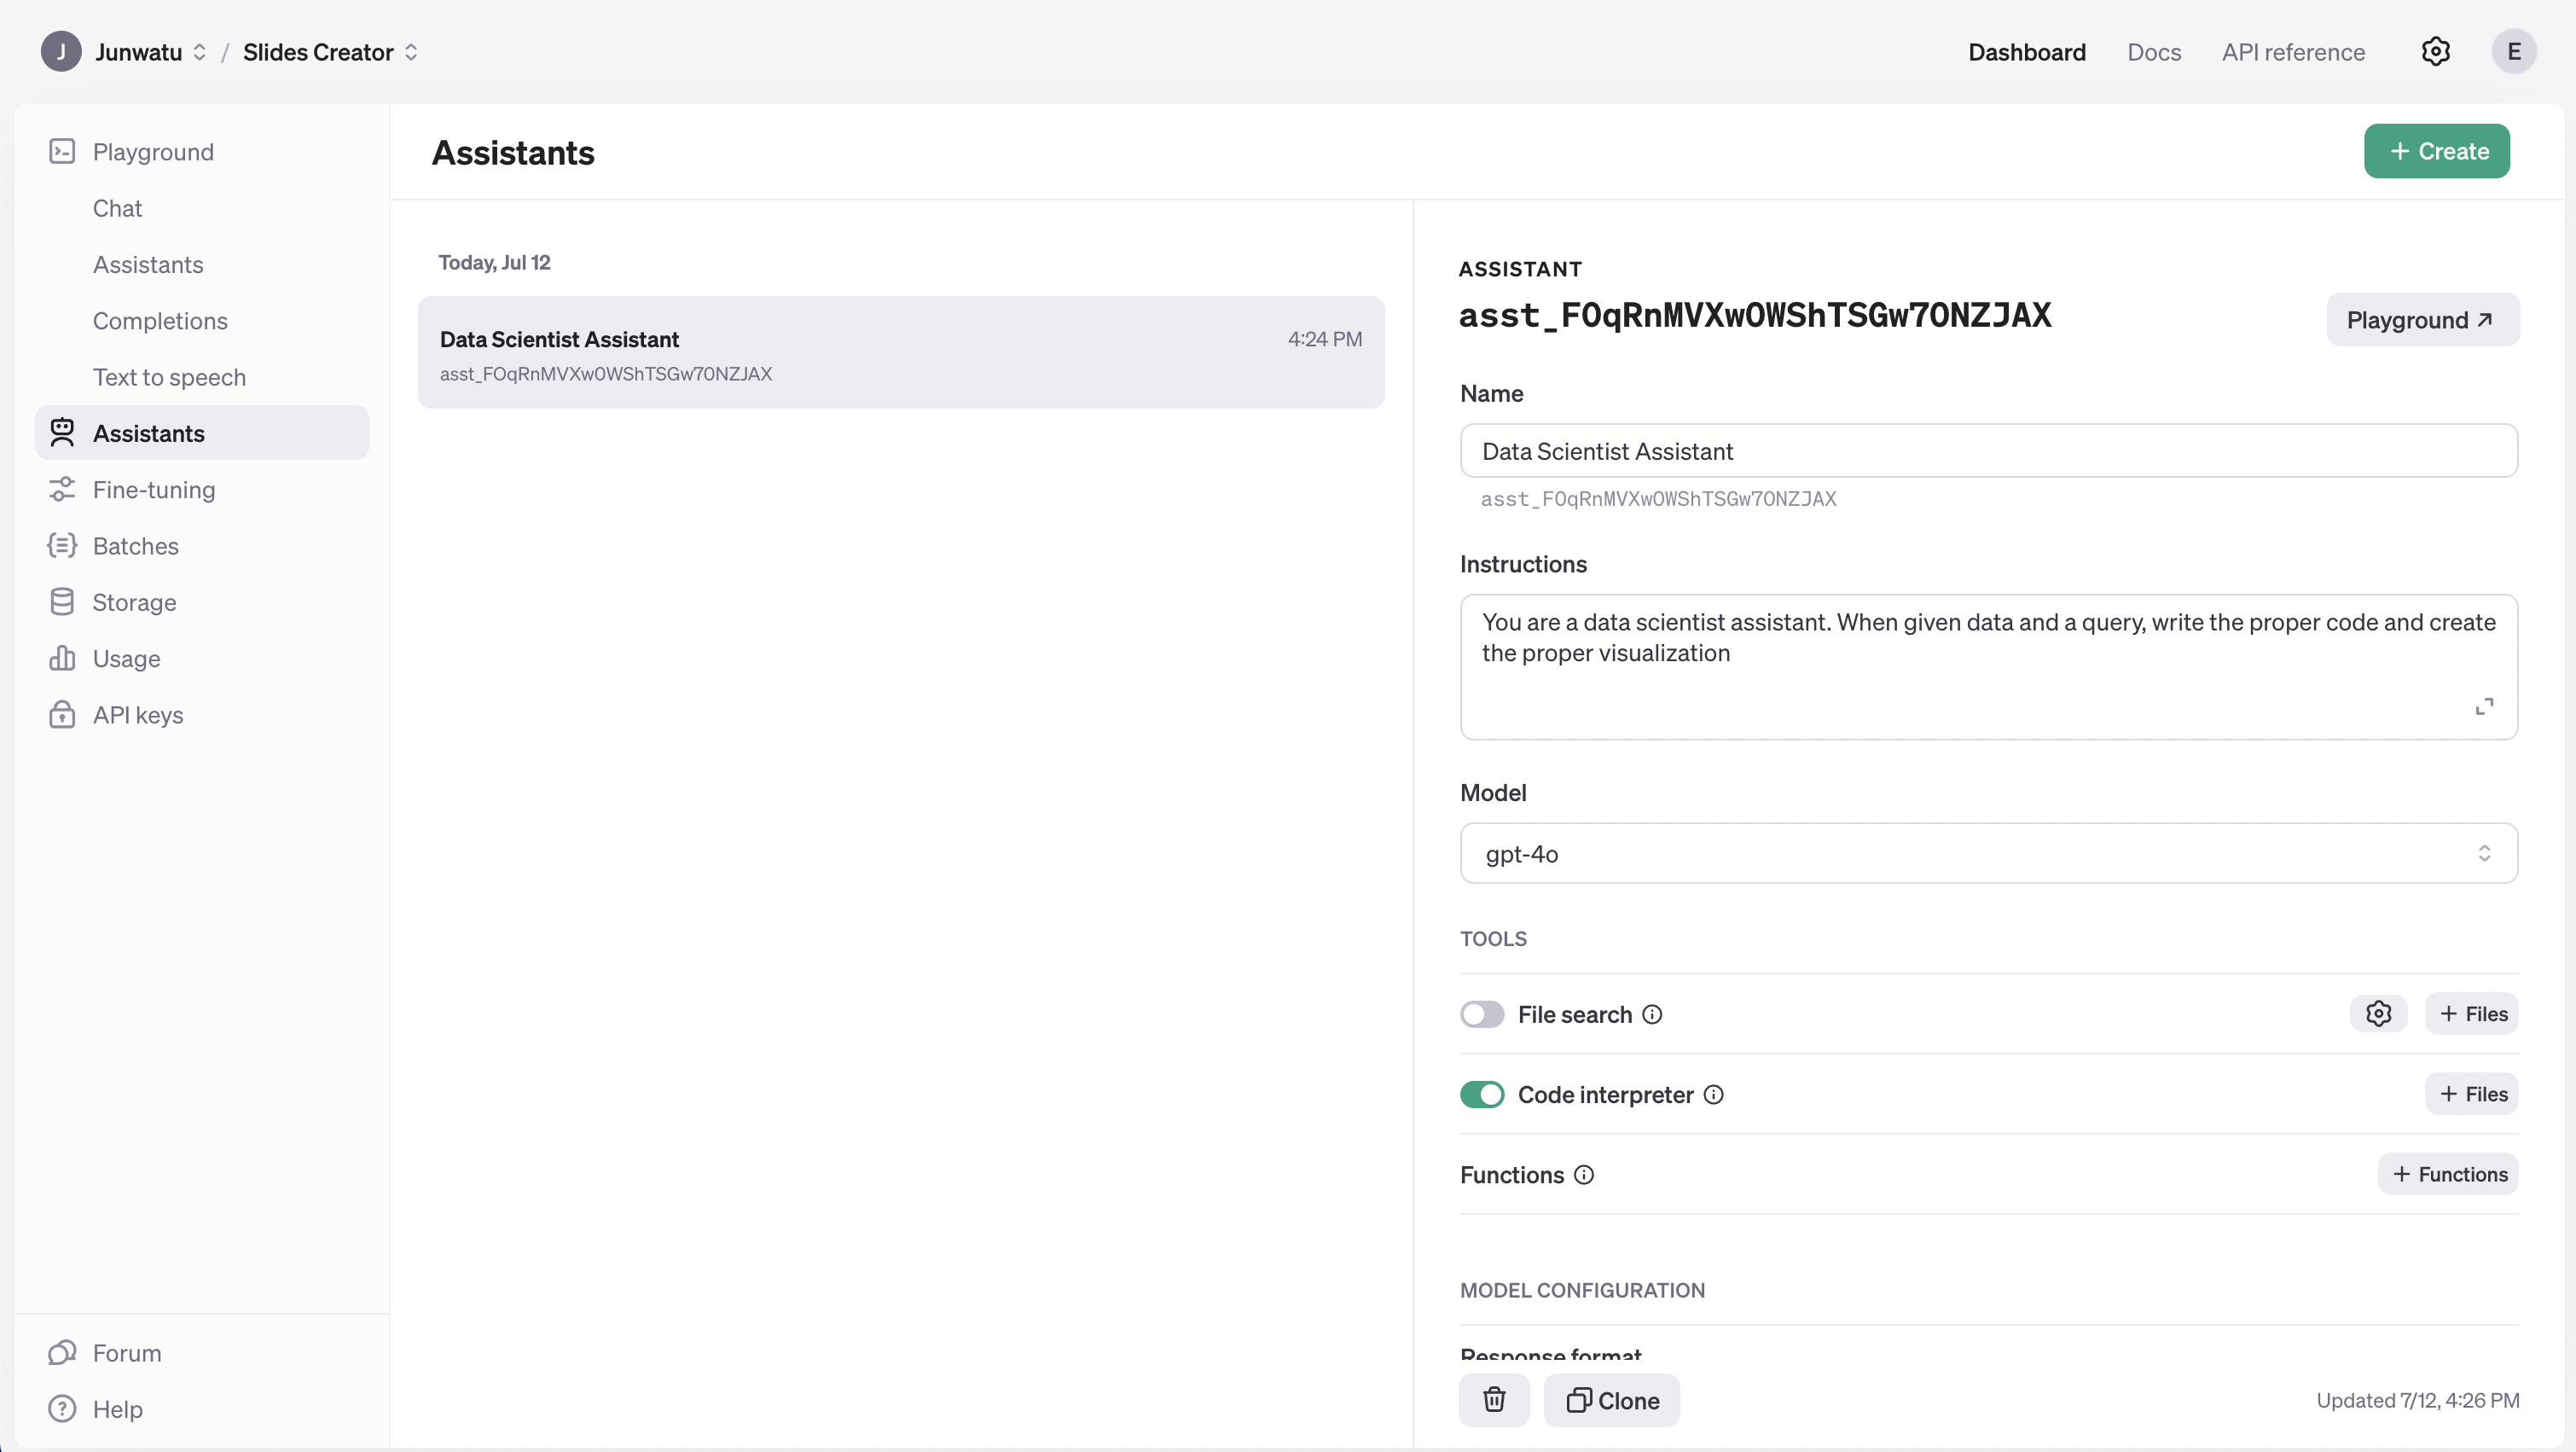 J Junwatu / Slides Creator
Dashboard Docs API reference E
Playground
Chat
Assistants
Completions
Text to speech
Assistants
Fine-tuning
Batches
Storage
Usage
API keys
Forum
Help
Assistants
+ Create
Today, Jul 12
Data Scientist Assistant 4:24 PM
asst_FOqRnMVXw0WShTSGw70NZJAX
ASSISTANT
asst_FOqRnMVXw0WShTSGw70NZJAX
Playground
Name
Data Scientist Assistant
asst_FOqRnMVXw0WShTSGw70NZJAX
Instructions
You are a data scientist assistant. When given data and a query, write the proper code and create
the proper visualization
Model
gpt-4o
TOOLS
File search + Files
Code interpreter + Files
Functions + Functions
MODEL CONFIGURATION
Response format
Clone Updated 7/12, 4:26 PM